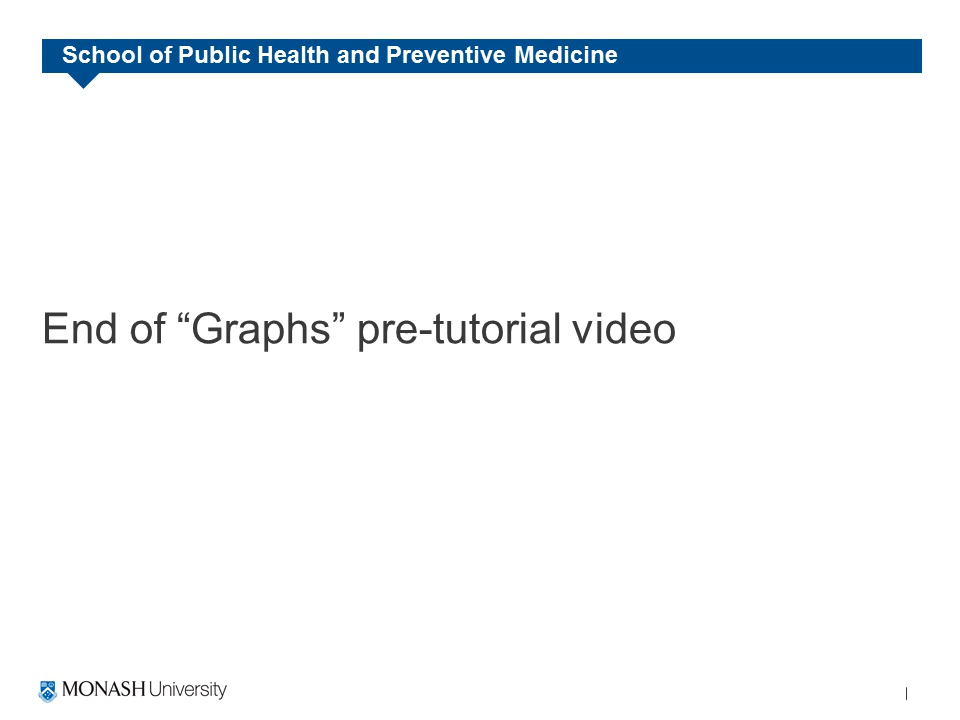 School of Public Health and Preventive Medicine
End of “Graphs” pre-tutorial video
MONASH University
|